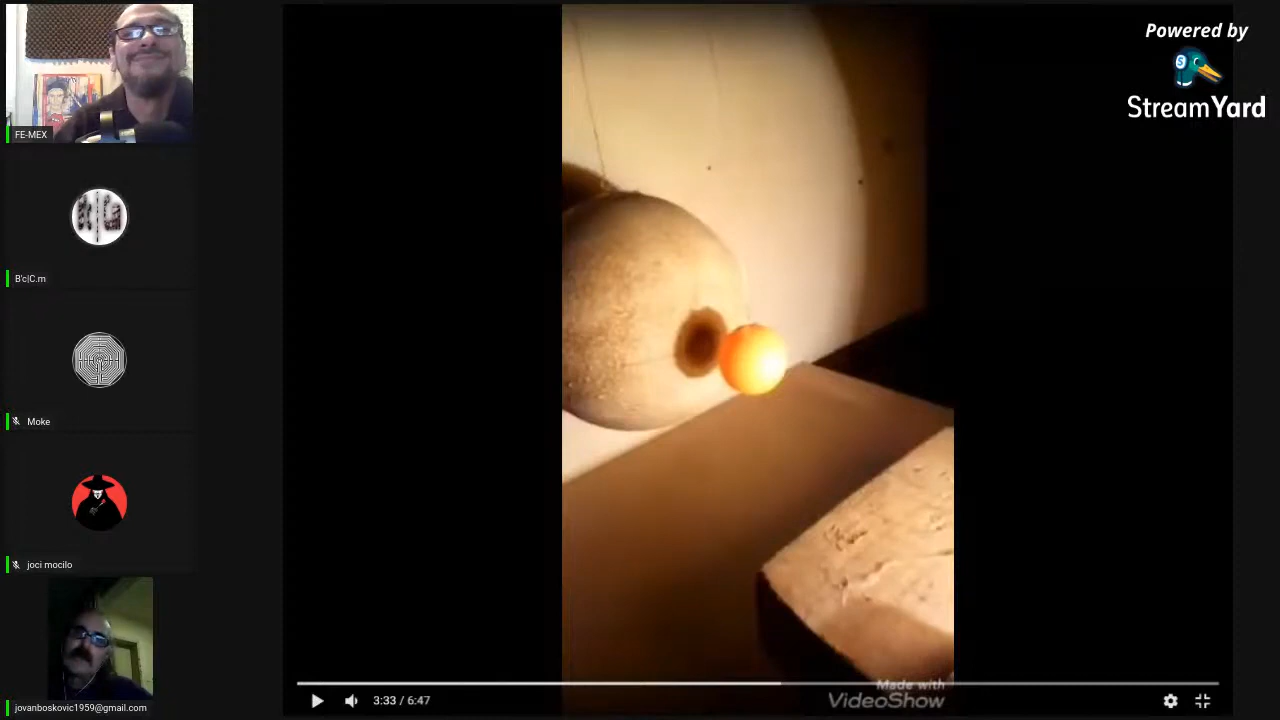 Powered by
StreamYard
FE-MEX
B'c|C.m
Moke
joci mocilo
jovanboskovic1959@gmail.com
3:33 / 6:47
Made with
VideoShow